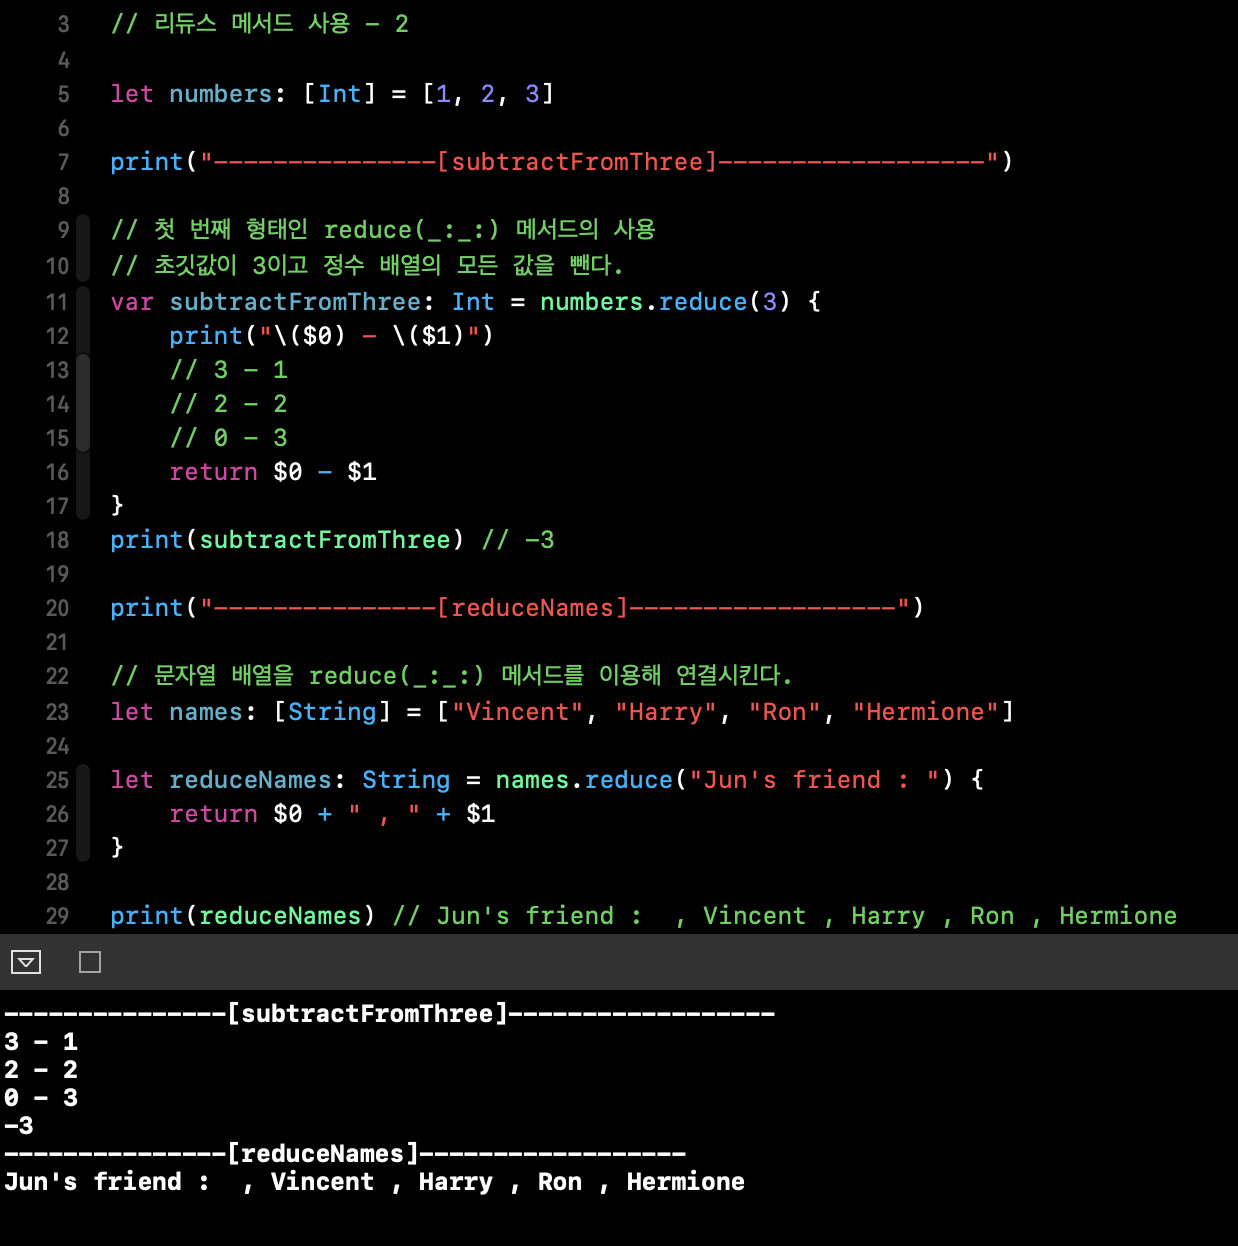 3 // 리듀스 메서드 사용 - 2
4
5 let numbers: [Int] = [1, 2, 3]
6
7 print("---------------[subtractFromThree]------------------")
8
9 // 첫 번째 형태인 reduce(_:_:) 메서드의 사용
10 // 초깃값이 3이고 정수 배열의 모든 값을 뺀다.
11 var subtractFromThree: Int = numbers.reduce(3) {
12     print("\($0) - \($1)")
13     // 3 - 1
14     // 2 - 2
15     // 0 - 3
16     return $0 - $1
17 }
18 print(subtractFromThree) // -3
19
20 print("---------------[reduceNames]------------------")
21
22 // 문자열 배열을 reduce(_:_:) 메서드를 이용해 연결시킨다.
23 let names: [String] = ["Vincent", "Harry", "Ron", "Hermione"]
24
25 let reduceNames: String = names.reduce("Jun's friend : ") {
26     return $0 + " , " + $1
27 }
28
29 print(reduceNames) // Jun's friend :  , Vincent , Harry , Ron , Hermione
---------------[subtractFromThree]------------------
3 - 1
2 - 2
0 - 3
-3
---------------[reduceNames]------------------
Jun's friend :  , Vincent , Harry , Ron , Hermione